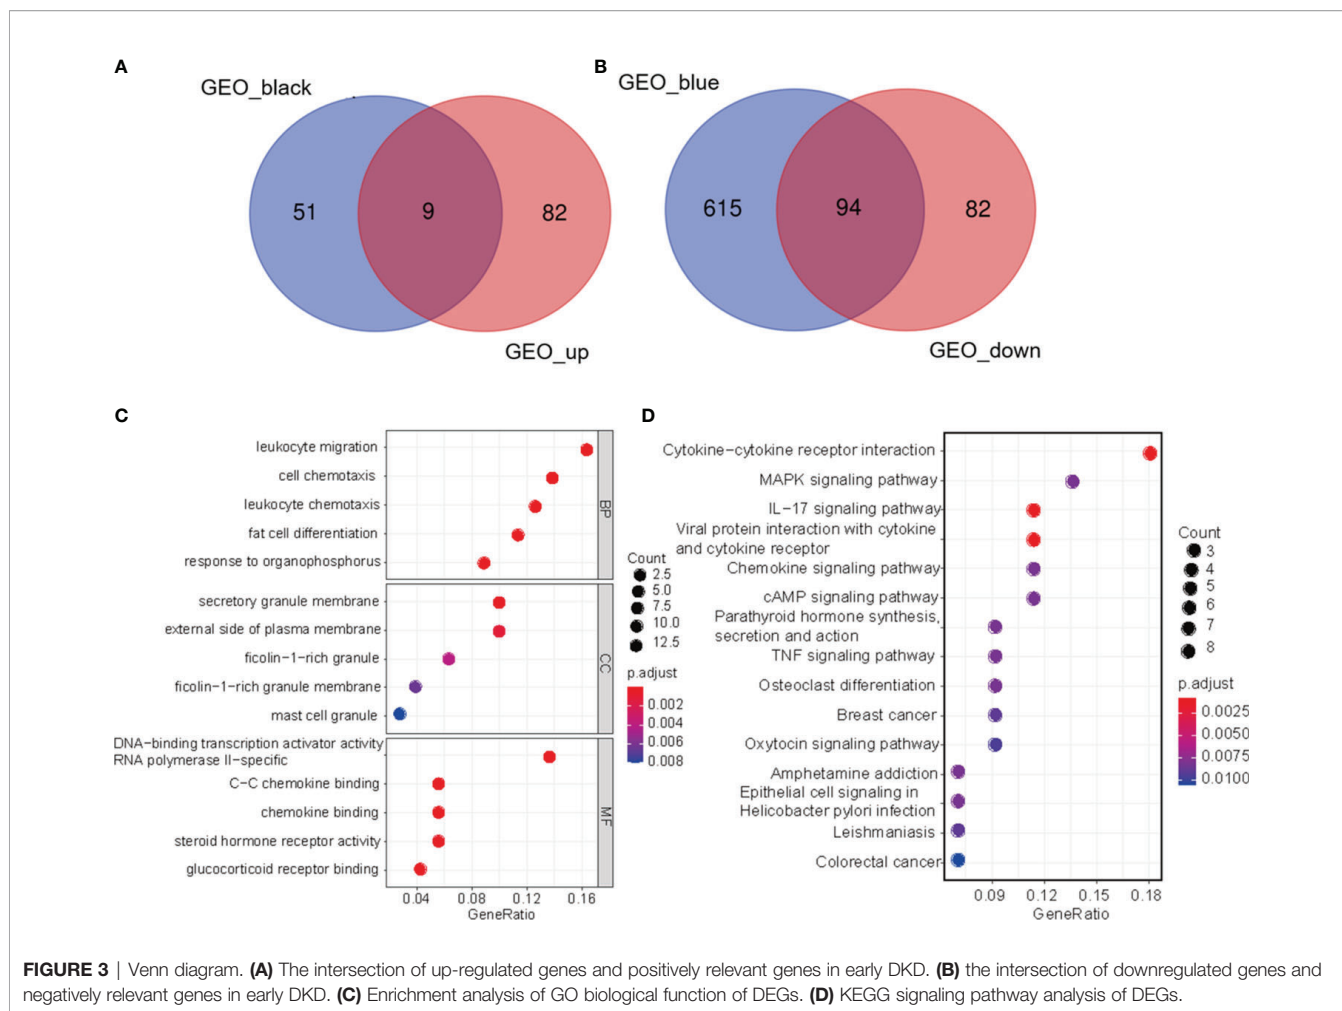 A
GEO_black
51
9
82
GEO_up
B
GEO_blue
615
94
82
GEO_down
C
leukocyte migration
cell chemotaxis
leukocyte chemotaxis
fat cell differentiation
response to organophosphorus
BP
secretory granule membrane
external side of plasma membrane
ficolin-1-rich granule
ficolin-1-rich granule membrane
mast cell granule
CC
DNA-binding transcription activator activity
RNA polymerase II-specific
C-C chemokine binding
chemokine binding
steroid hormone receptor activity
glucocorticoid receptor binding
MF
0.04 0.08 0.12 0.16
GeneRatio
Count
2.5
5.0
7.5
10.0
12.5
p.adjust
0.002
0.004
0.006
0.008
D
Cytokine-cytokine receptor interaction
MAPK signaling pathway
IL-17 signaling pathway
Viral protein interaction with cytokine
and cytokine receptor
Chemokine signaling pathway
cAMP signaling pathway
Parathyroid hormone synthesis,
secretion and action
TNF signaling pathway
Osteoclast differentiation
Breast cancer
Oxytocin signaling pathway
Amphetamine addiction
Epithelial cell signaling in
Helicobacter pylori infection
Leishmaniasis
Colorectal cancer
0.09 0.12 0.15 0.18
GeneRatio
Count
3
4
5
6
7
8
p.adjust
0.0025
0.0050
0.0075
0.0100
FIGURE 3 | Venn diagram. (A) The intersection of up-regulated genes and positively relevant genes in early DKD. (B) the intersection of downregulated genes and
negatively relevant genes in early DKD. (C) Enrichment analysis of GO biological function of DEGs. (D) KEGG signaling pathway analysis of DEGs.